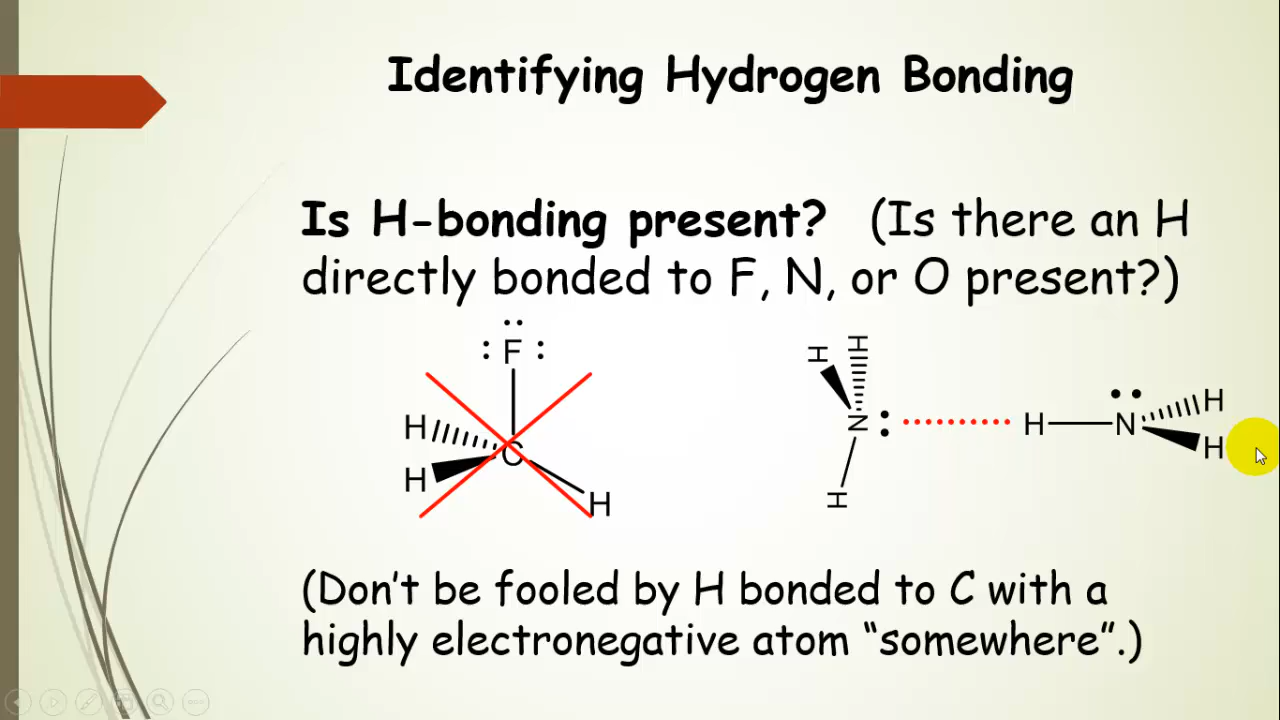 Identifying Hydrogen Bonding
Is H-bonding present? (Is there an H
directly bonded to F, N, or O present?)
F
H
C
H
H
H
H
N
H
H
N
H
H
(Don't be fooled by H bonded to C with a
highly electronegative atom "somewhere".)